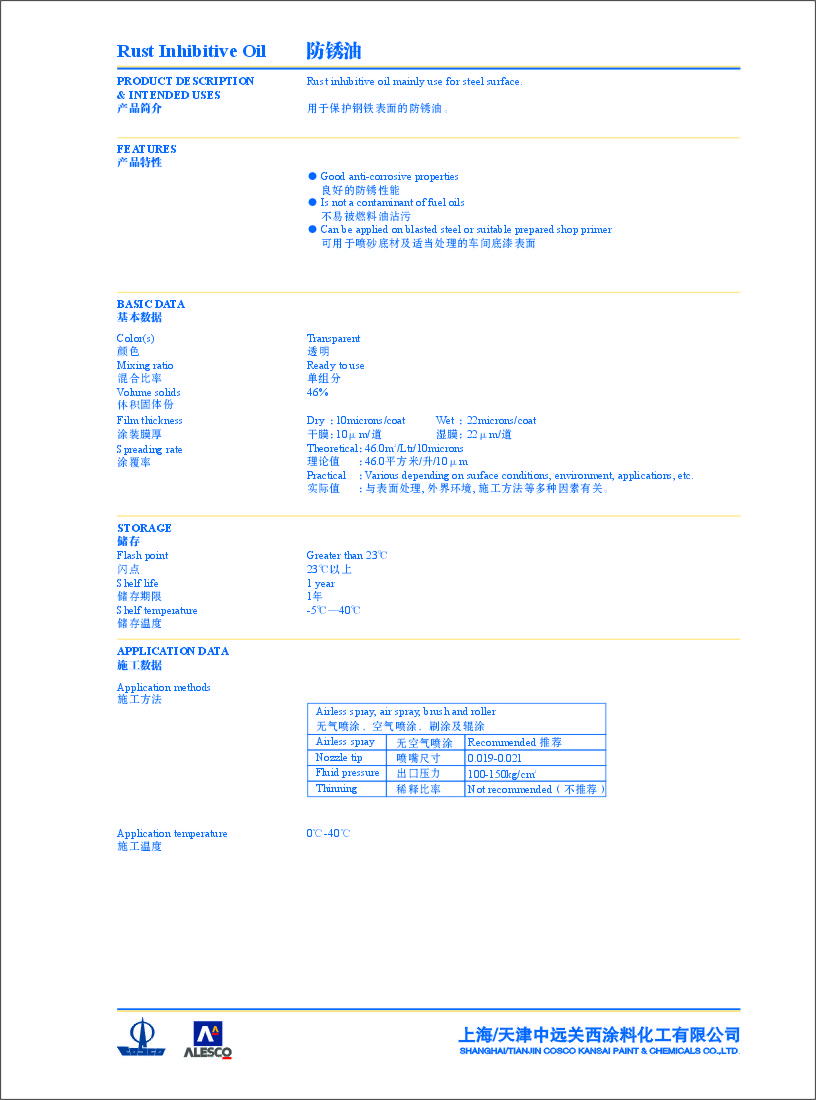 Rust Inhibitive Oil 防锈油
PRODUCT DESCRIPTION Rust inhibitive oil mainly use for steel surface.
& INTENDED USES
产品简介 用于保护钢铁表面的防锈油．
FEATURES
产品特性
● Good anti-corrosive properties
良好的防锈性能
● Is not a contaminant of fuel oils
不易被燃料油沾污
● Can be applied on blasted steel or suitable prepared shop primer
可用于喷砂底材及适当处理的车间底漆表面
BASIC DATA
基本数据
Color(s) Transparent
颜色 透明
Mixing ratio Ready to use
混合比率 单组分
Volume solids 46%
体积固体份
Film thickness Dry : 10microns/coat Wet : 22microns/coat
涂装膜厚 干膜: 10μm/道 湿膜: 22μm/道
Spreading rate Theoretical: 46.0m²/Ltr/10microns
涂覆率 理论值 : 46.0平方米/升/10μm
Practical : Various depending on surface conditions, environment, applications, etc.
实际值 : 与表面处理, 外界环境, 施工方法等多种因素有关.
STORAGE
储存
Flash point Greater than 23℃
闪点 23℃以上
Shelf life 1 year
储存期限 1年
Shelf temperature -5℃—40℃
储存温度
APPLICATION DATA
施工数据
Application methods
施工方法
Airless spray, air spray, brush and roller
无气喷涂．空气喷涂．刷涂及辊涂
Airless spray 无空气喷涂 Recommended 推荐
Nozzle tip 喷嘴尺寸 0.019-0.021
Fluid pressure 出口压力 100-150kg/cm²
Thinning 稀释比率 Not recommended ( 不推荐 )
Application temperature 0℃-40℃
施工温度
COSCO
ALESCO
上海/天津中远关西涂料化工有限公司
SHANGHAI/TIANJIN COSCO KANSAI PAINT & CHEMICALS CO.,LTD.